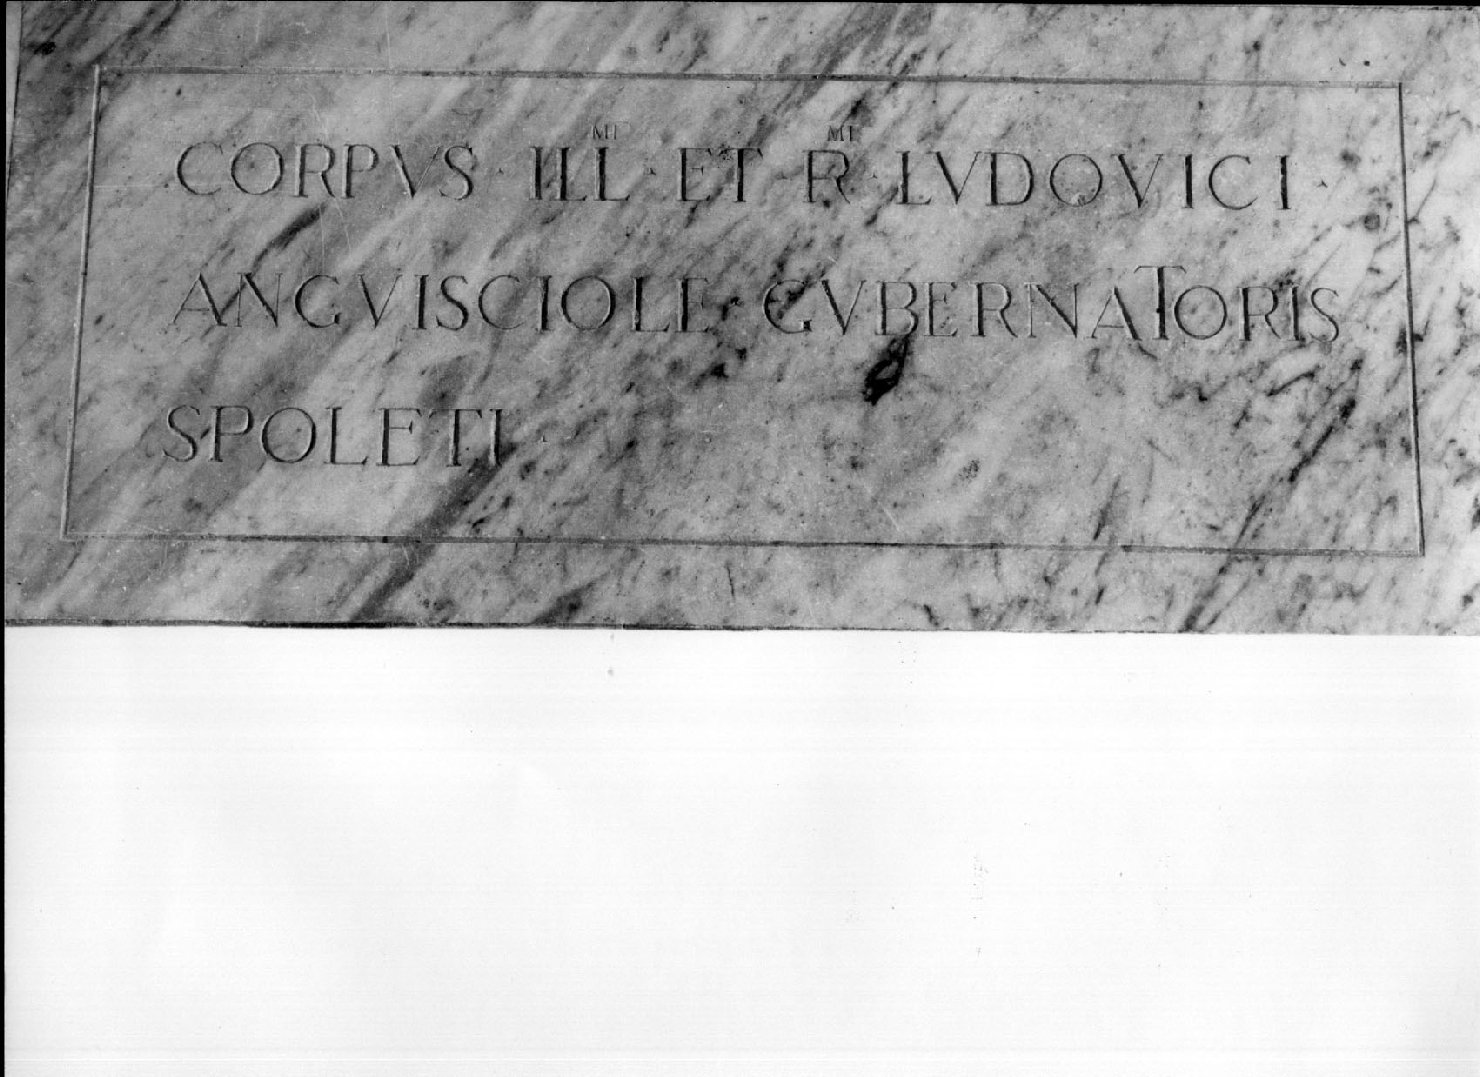 CORPVS · ILL^MI · ET · R^MI · LVDOVICI ·
ANGVISCIOLE · GVBERNATORIS
SPOLETI ·